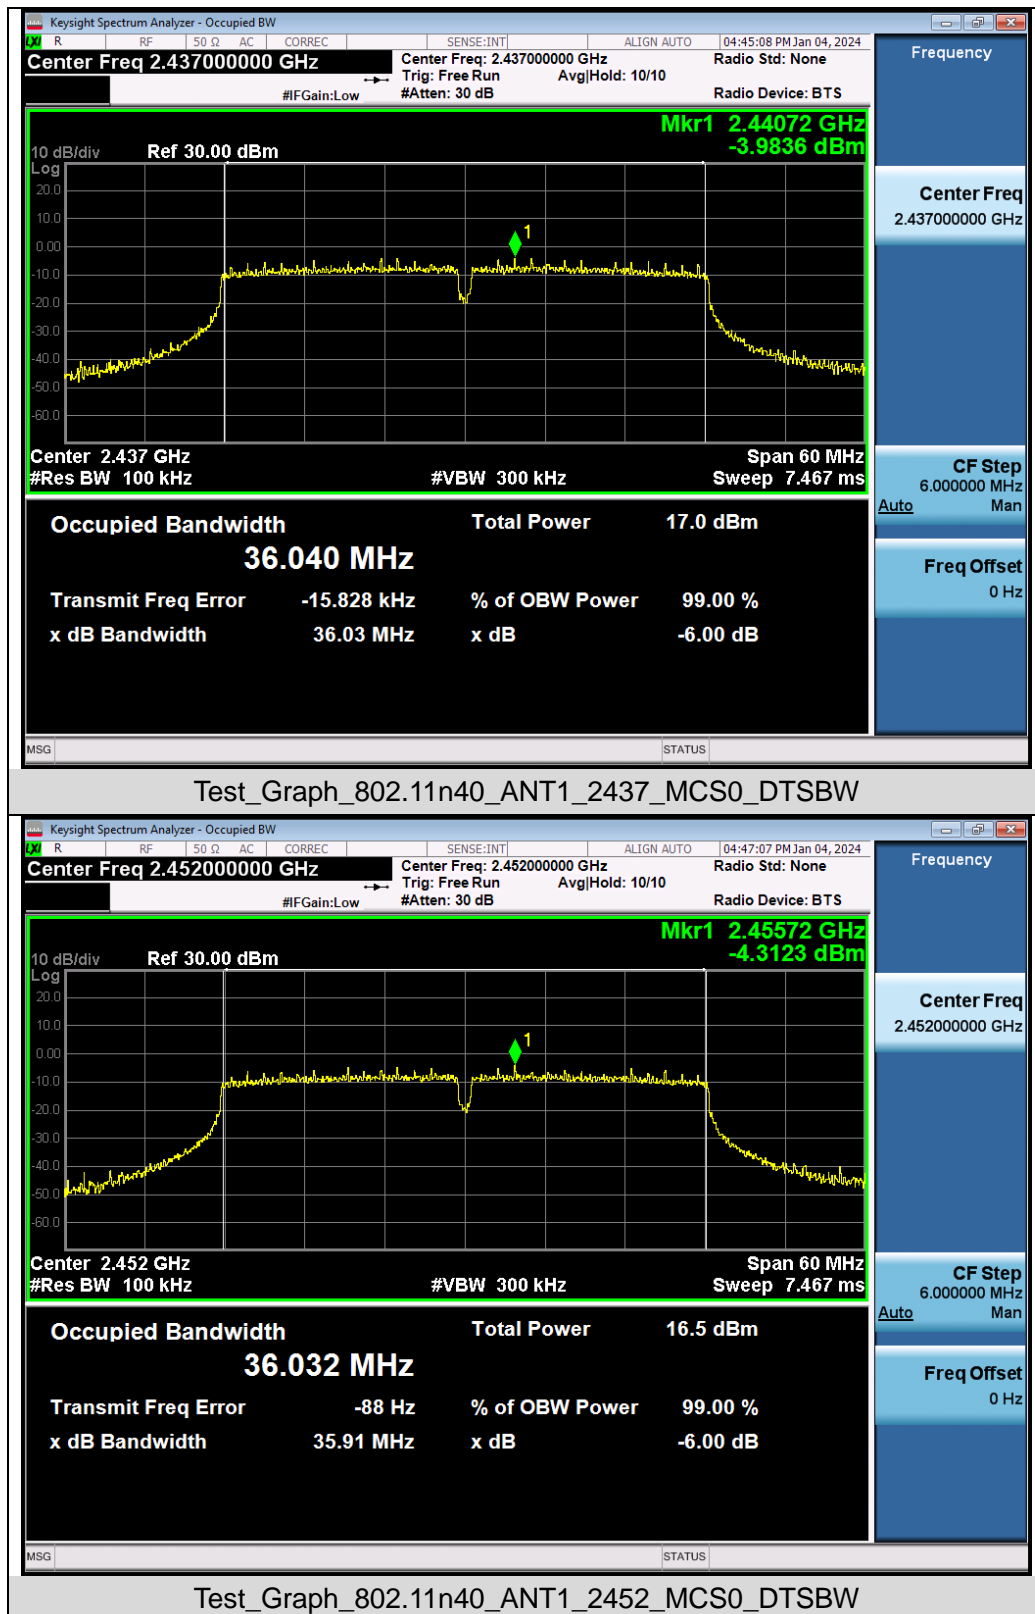 Keysight Spectrum Analyzer - Occupied BW
LXI R RF 50 Ω AC CORREC SENSE:INT ALIGN AUTO 04:45:08 PM Jan 04, 2024
Center Freq 2.437000000 GHz
Center Freq: 2.437000000 GHz
Radio Std: None
Trig: Free Run Avg|Hold: 10/10
#IFGain:Low
#Atten: 30 dB
Radio Device: BTS
Frequency
Mkr1 2.44072 GHz
-3.9836 dBm
10 dB/div Ref 30.00 dBm
Log
20.0
10.0
0.00
-10.0
-20.0
-30.0
-40.0
-50.0
-60.0
1
Center Freq
2.437000000 GHz
Center 2.437 GHz Span 60 MHz
#Res BW 100 kHz #VBW 300 kHz Sweep 7.467 ms
CF Step
6.000000 MHz
Auto Man
Freq Offset
0 Hz
Occupied Bandwidth Total Power 17.0 dBm
36.040 MHz
Transmit Freq Error -15.828 kHz % of OBW Power 99.00 %
x dB Bandwidth 36.03 MHz x dB -6.00 dB
MSG STATUS
Test_Graph_802.11n40_ANT1_2437_MCS0_DTSBW
Keysight Spectrum Analyzer - Occupied BW
LXI R RF 50 Ω AC CORREC SENSE:INT ALIGN AUTO 04:47:07 PM Jan 04, 2024
Center Freq 2.452000000 GHz
Center Freq: 2.452000000 GHz
Radio Std: None
Trig: Free Run Avg|Hold: 10/10
#IFGain:Low
#Atten: 30 dB
Radio Device: BTS
Frequency
Mkr1 2.45572 GHz
-4.3123 dBm
10 dB/div Ref 30.00 dBm
Log
20.0
10.0
0.00
-10.0
-20.0
-30.0
-40.0
-50.0
-60.0
1
Center Freq
2.452000000 GHz
Center 2.452 GHz Span 60 MHz
#Res BW 100 kHz #VBW 300 kHz Sweep 7.467 ms
CF Step
6.000000 MHz
Auto Man
Freq Offset
0 Hz
Occupied Bandwidth Total Power 16.5 dBm
36.032 MHz
Transmit Freq Error -88 Hz % of OBW Power 99.00 %
x dB Bandwidth 35.91 MHz x dB -6.00 dB
MSG STATUS
Test_Graph_802.11n40_ANT1_2452_MCS0_DTSBW